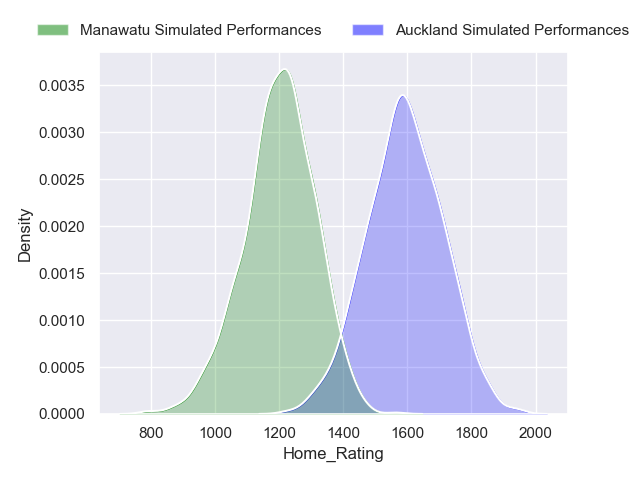 Manawatu Simulated Performances Auckland Simulated Performances
0.0035
0.0030
0.0025
0.0020
0.0015
0.0010
0.0005
0.0000
Density
800 1000 1200 1400 1600 1800 2000
Home_Rating